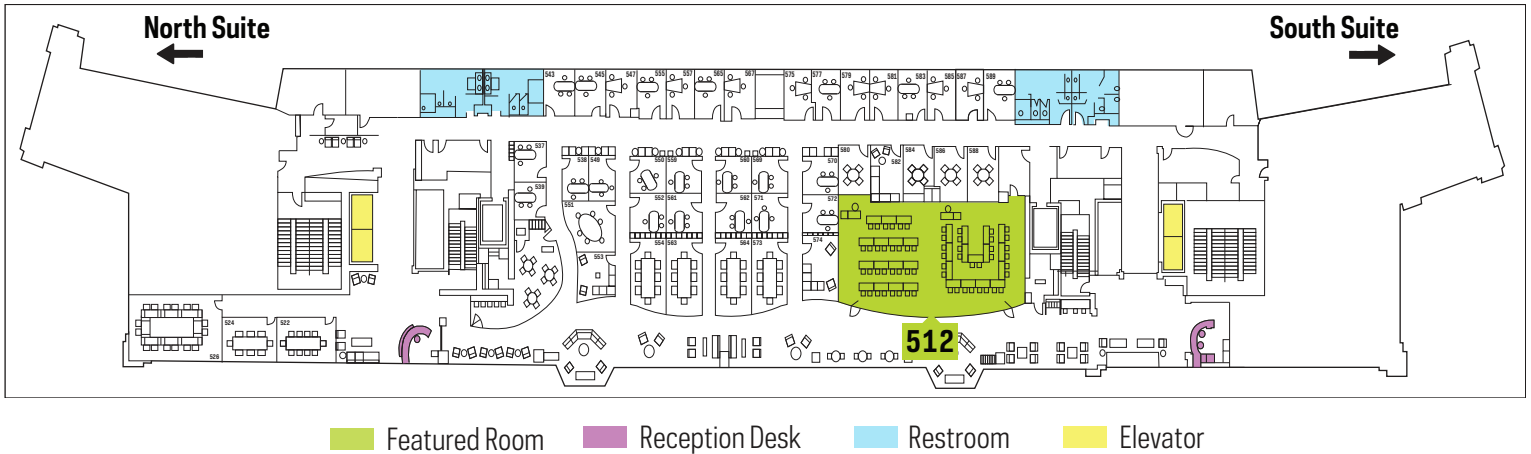 North Suite
South Suite
543 545 547 555 557 565 567 575 577 579 581 583 585 587 589
537 538 549 550 559 560 569 570 580 582 584 586 588
539 552 561 562 571 572
551
553 554 563 564 573 574
524 522
526
512
Featured Room Reception Desk Restroom Elevator